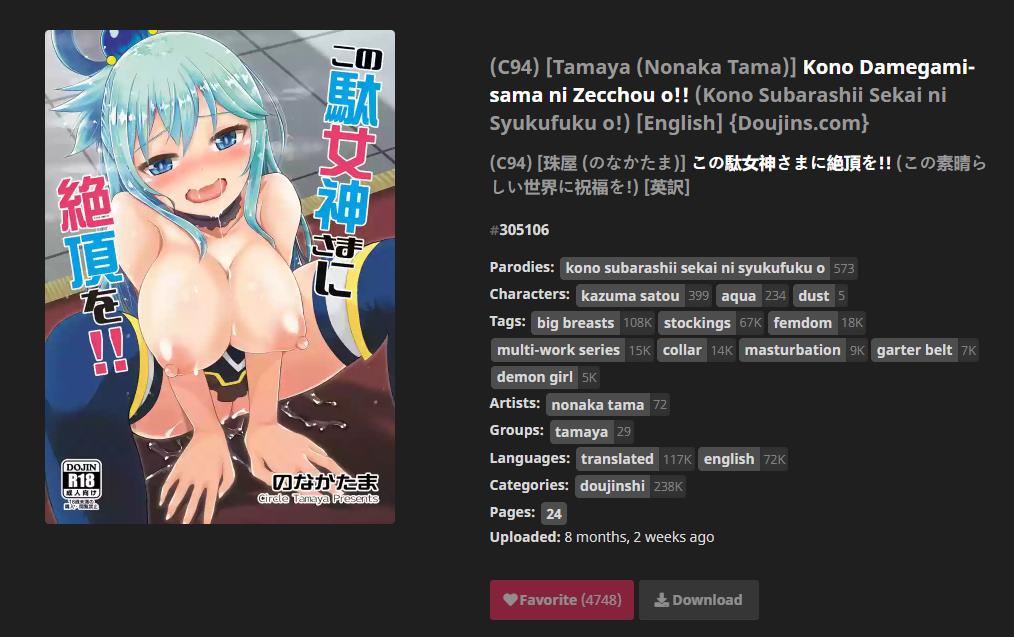 この
駄女神
さまに
絶頂
を!!
DOJIN
R18
成人向け
のなかたま
Circle Tamaya Presents
(C94) [Tamaya (Nonaka Tama)] Kono Damegami-
sama ni Zecchou o!! (Kono Subarashii Sekai ni
Syukufuku o!) [English] {Doujins.com}
(C94) [珠屋 (のなかたま)] この駄女神さまに絶頂を!! (この素晴ら
しい世界に祝福を!) [英訳]
#305106
Parodies: kono subarashii sekai ni syukufuku o 573
Characters: kazuma satou 399 aqua 234 dust 5
Tags: big breasts 108K stockings 67K femdom 18K
multi-work series 15K collar 14K masturbation 9K garter belt 7K
demon girl 5K
Artists: nonaka tama 72
Groups: tamaya 29
Languages: translated 117K english 72K
Categories: doujinshi 238K
Pages: 24
Uploaded: 8 months, 2 weeks ago
Favorite (4748) Download